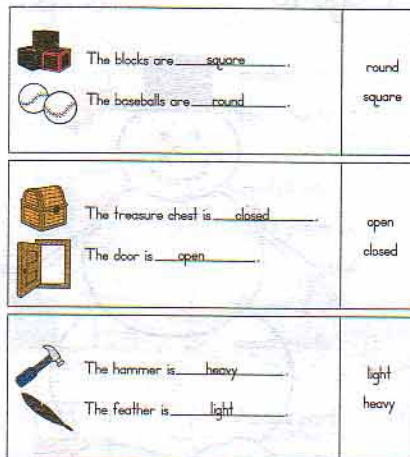 The blocks are square.
The baseballs are round.
round
square
The treasure chest is closed.
The door is open.
open
closed
The hammer is heavy.
The feather is light.
light
heavy